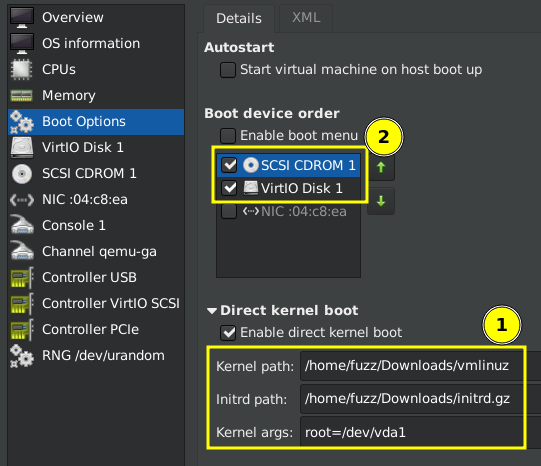 Overview
OS information
CPUs
Memory
Boot Options
VirtIO Disk 1
SCSI CDROM 1
NIC :04:c8:ea
Console 1
Channel qemu-ga
Controller USB
Controller VirtIO SCSI
Controller PCIe
RNG /dev/urandom
Details XML
Autostart
Start virtual machine on host boot up
Boot device order
Enable boot menu
2
SCSI CDROM 1
VirtIO Disk 1
NIC :04:c8:ea
Direct kernel boot
Enable direct kernel boot
1
Kernel path: /home/fuzz/Downloads/vmlinuz
Initrd path: /home/fuzz/Downloads/initrd.gz
Kernel args: root=/dev/vda1